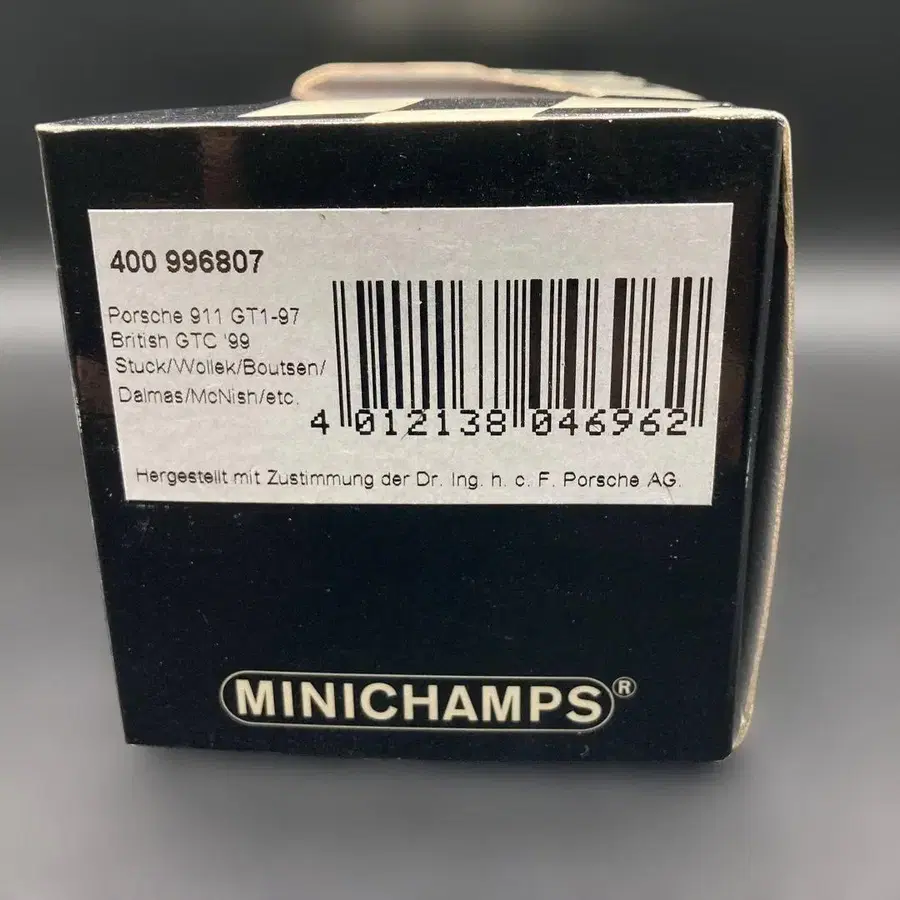 400 996807
Porsche 911 GT1-97
British GTC '99
Stuck/Wollek/Boutsen/
Dalmas/McNish/etc.
4 012138 046962
Hergestellt mit Zustimmung der Dr. Ing. h. c. F. Porsche AG.
MINICHAMPS®